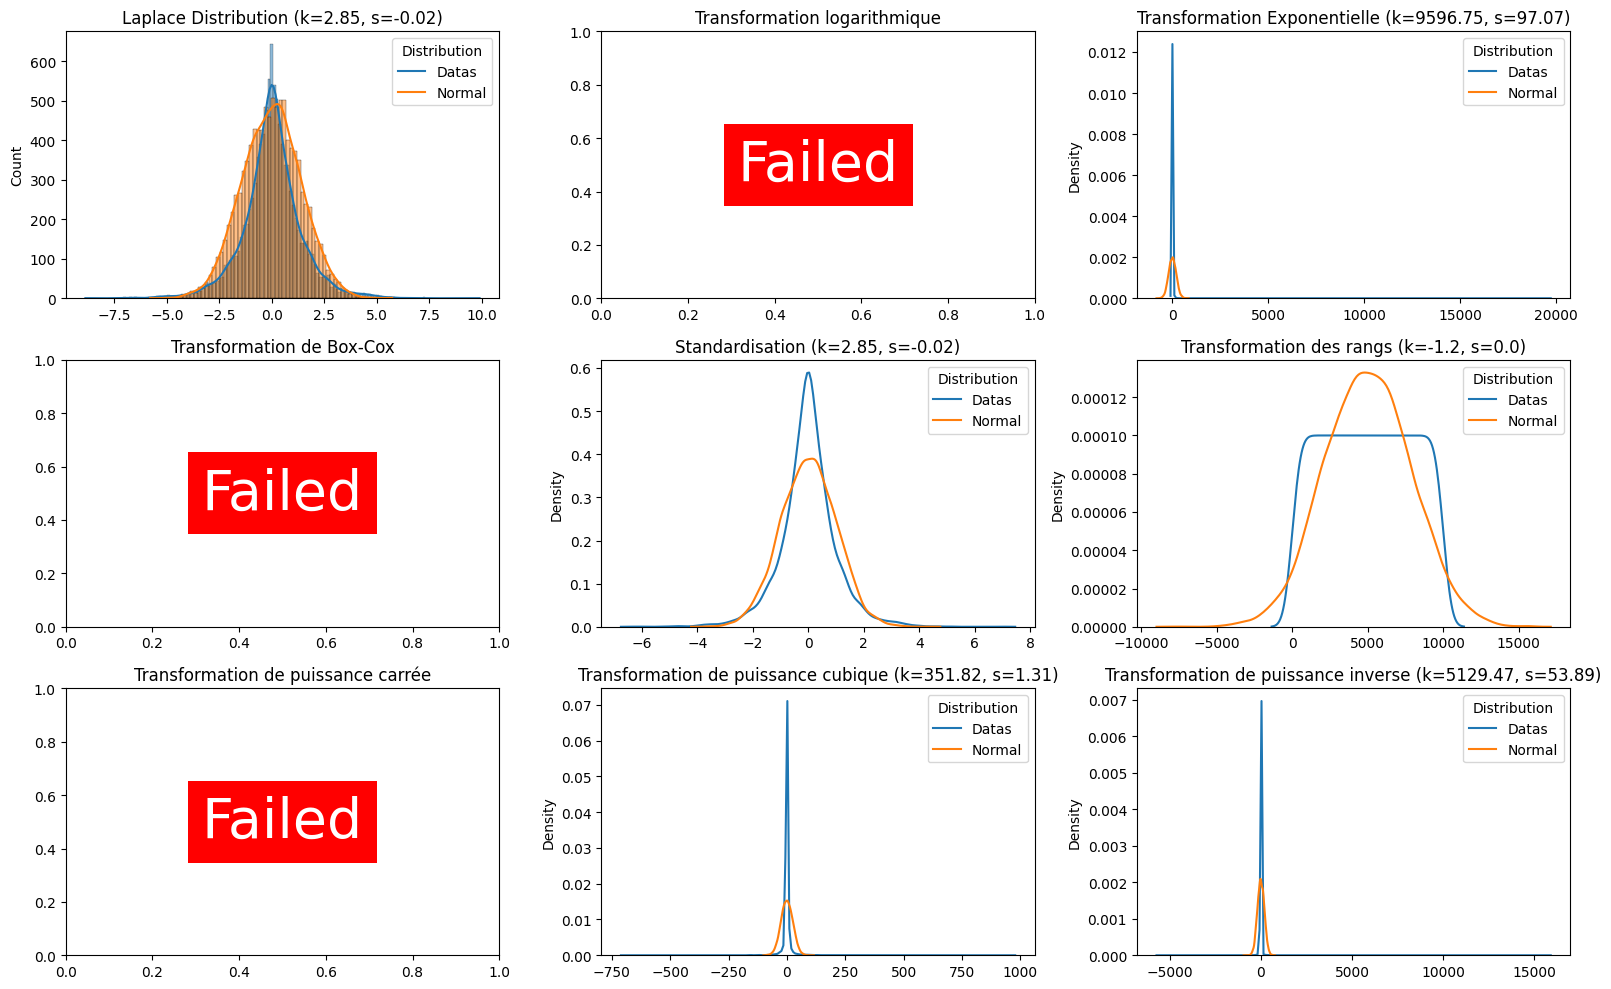 Laplace Distribution (k=2.85, s=-0.02)
Count
600
500
400
300
200
100
0
−7.5 −5.0 −2.5 0.0 2.5 5.0 7.5 10.0
Distribution
Datas
Normal
Transformation logarithmique
1.0
0.8
0.6
0.4
0.2
0.0
0.0 0.2 0.4 0.6 0.8 1.0
Failed
Transformation Exponentielle (k=9596.75, s=97.07)
Density
0.012
0.010
0.008
0.006
0.004
0.002
0.000
0 5000 10000 15000 20000
Distribution
Datas
Normal
Transformation de Box-Cox
1.0
0.8
0.6
0.4
0.2
0.0
0.0 0.2 0.4 0.6 0.8 1.0
Failed
Standardisation (k=2.85, s=-0.02)
Density
0.6
0.5
0.4
0.3
0.2
0.1
0.0
−6 −4 −2 0 2 4 6 8
Distribution
Datas
Normal
Transformation des rangs (k=-1.2, s=0.0)
Density
0.00012
0.00010
0.00008
0.00006
0.00004
0.00002
0.00000
−10000 −5000 0 5000 10000 15000
Distribution
Datas
Normal
Transformation de puissance carrée
1.0
0.8
0.6
0.4
0.2
0.0
0.0 0.2 0.4 0.6 0.8 1.0
Failed
Transformation de puissance cubique (k=351.82, s=1.31)
Density
0.07
0.06
0.05
0.04
0.03
0.02
0.01
0.00
−750 −500 −250 0 250 500 750 1000
Distribution
Datas
Normal
Transformation de puissance inverse (k=5129.47, s=53.89)
Density
0.007
0.006
0.005
0.004
0.003
0.002
0.001
0.000
−5000 0 5000 10000 15000
Distribution
Datas
Normal